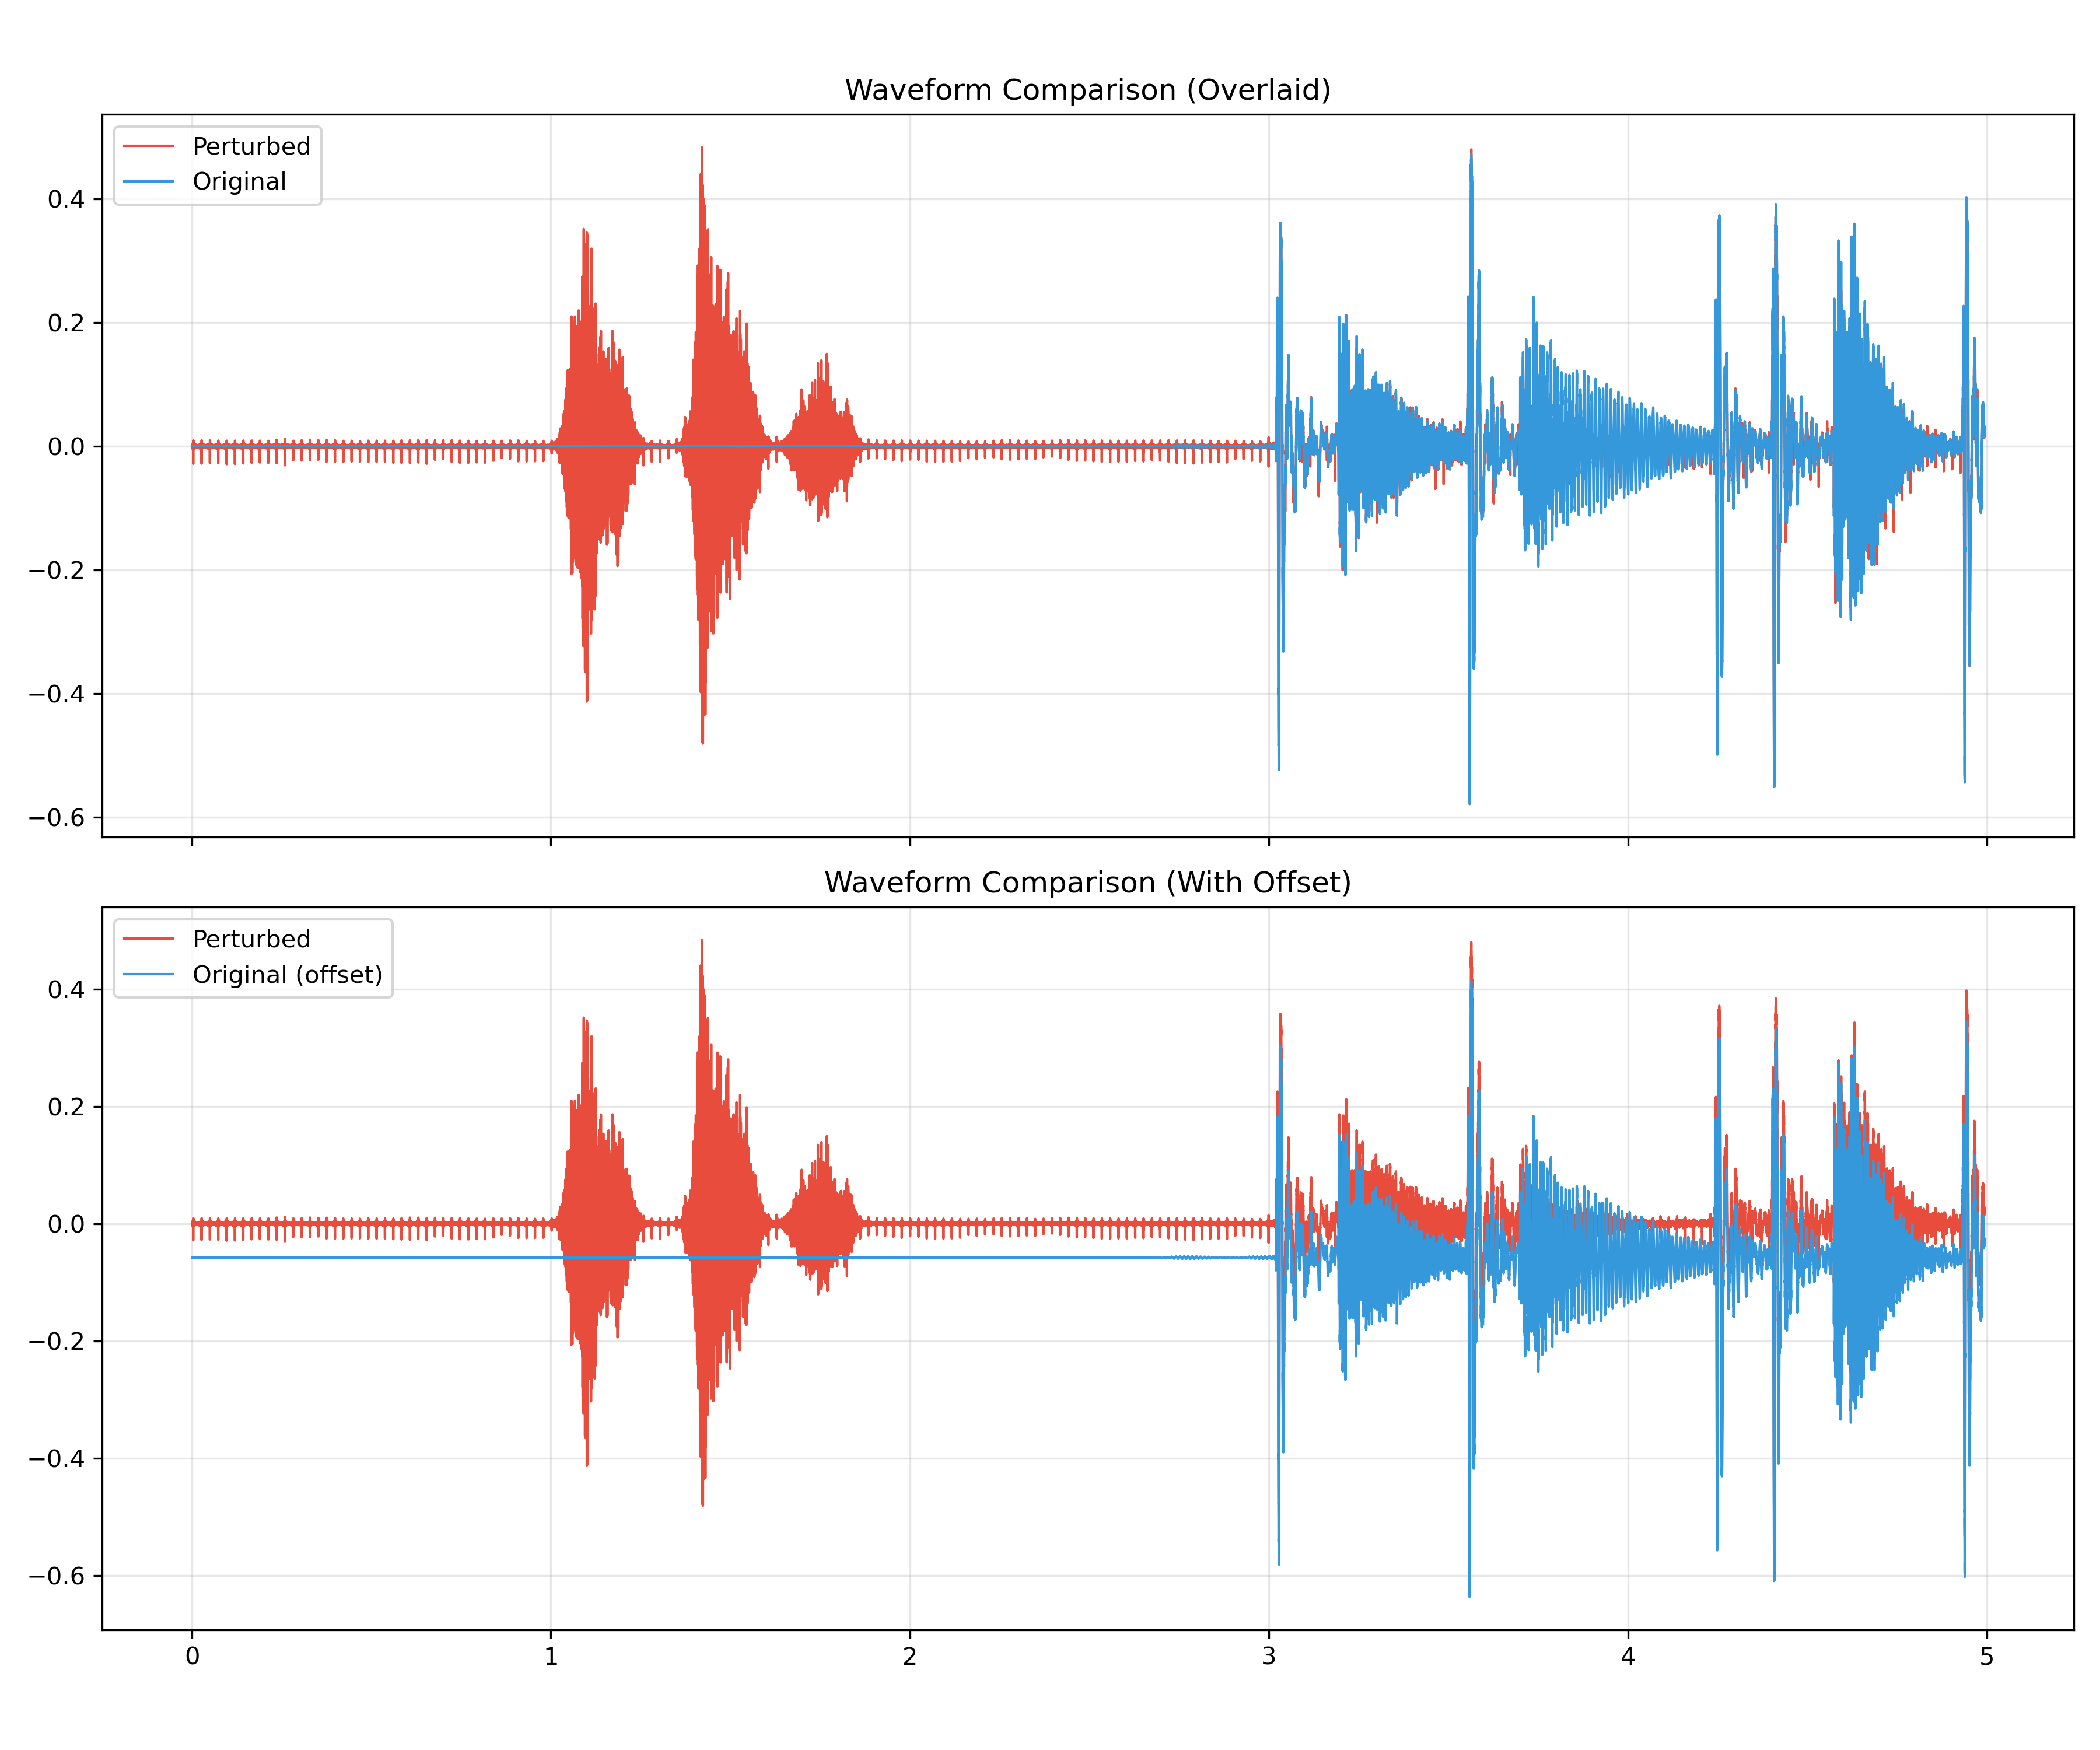 Waveform Comparison (Overlaid)
Perturbed
Original
0.4
0.2
0.0
−0.2
−0.4
−0.6
Waveform Comparison (With Offset)
Perturbed
Original (offset)
0.4
0.2
0.0
−0.2
−0.4
−0.6
0 1 2 3 4 5